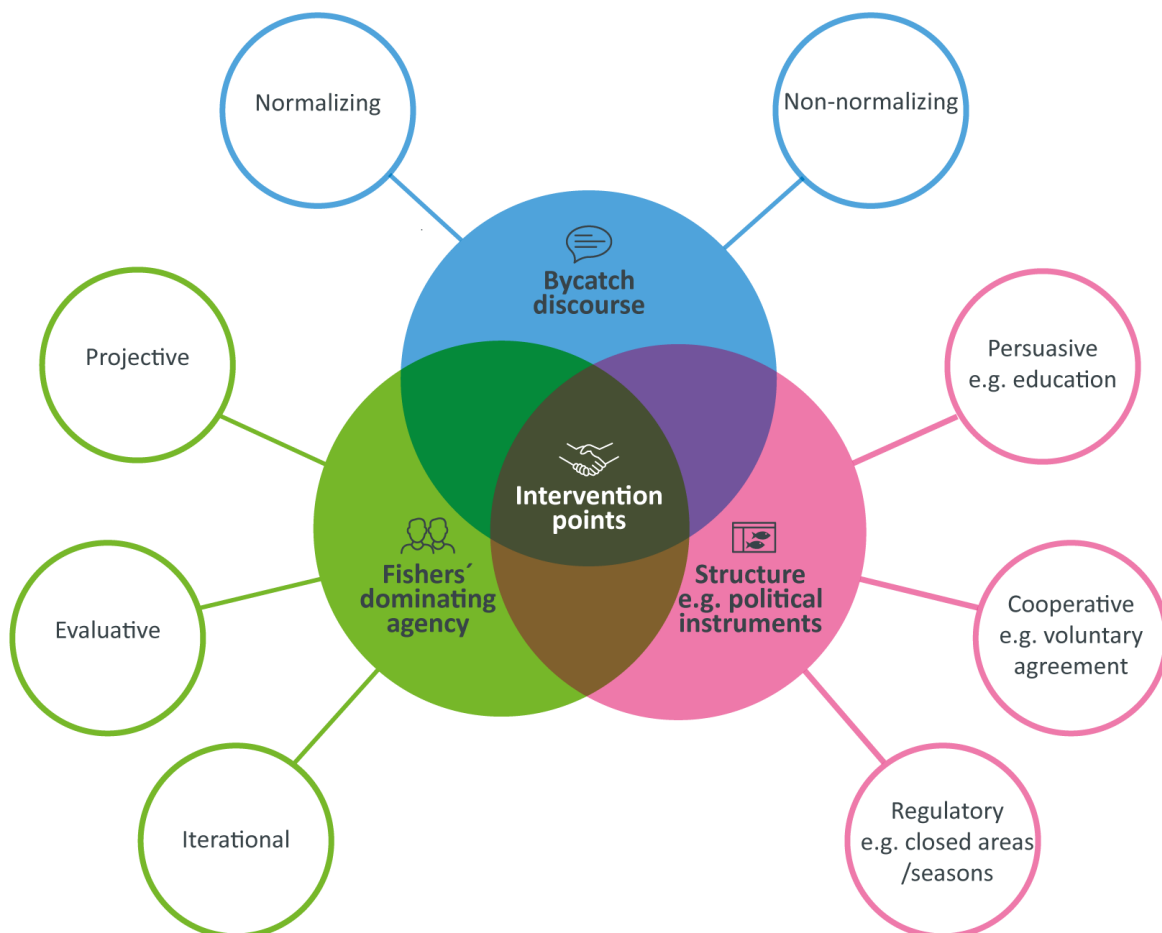 Normalizing
Non-normalizing
Bycatch
discourse
Projective
Persuasive
e.g. education
Intervention
points
Fishers´
dominating
agency
Structure
e.g. political
instruments
Evaluative
Cooperative
e.g. voluntary
agreement
Iterational
Regulatory
e.g. closed areas
/seasons